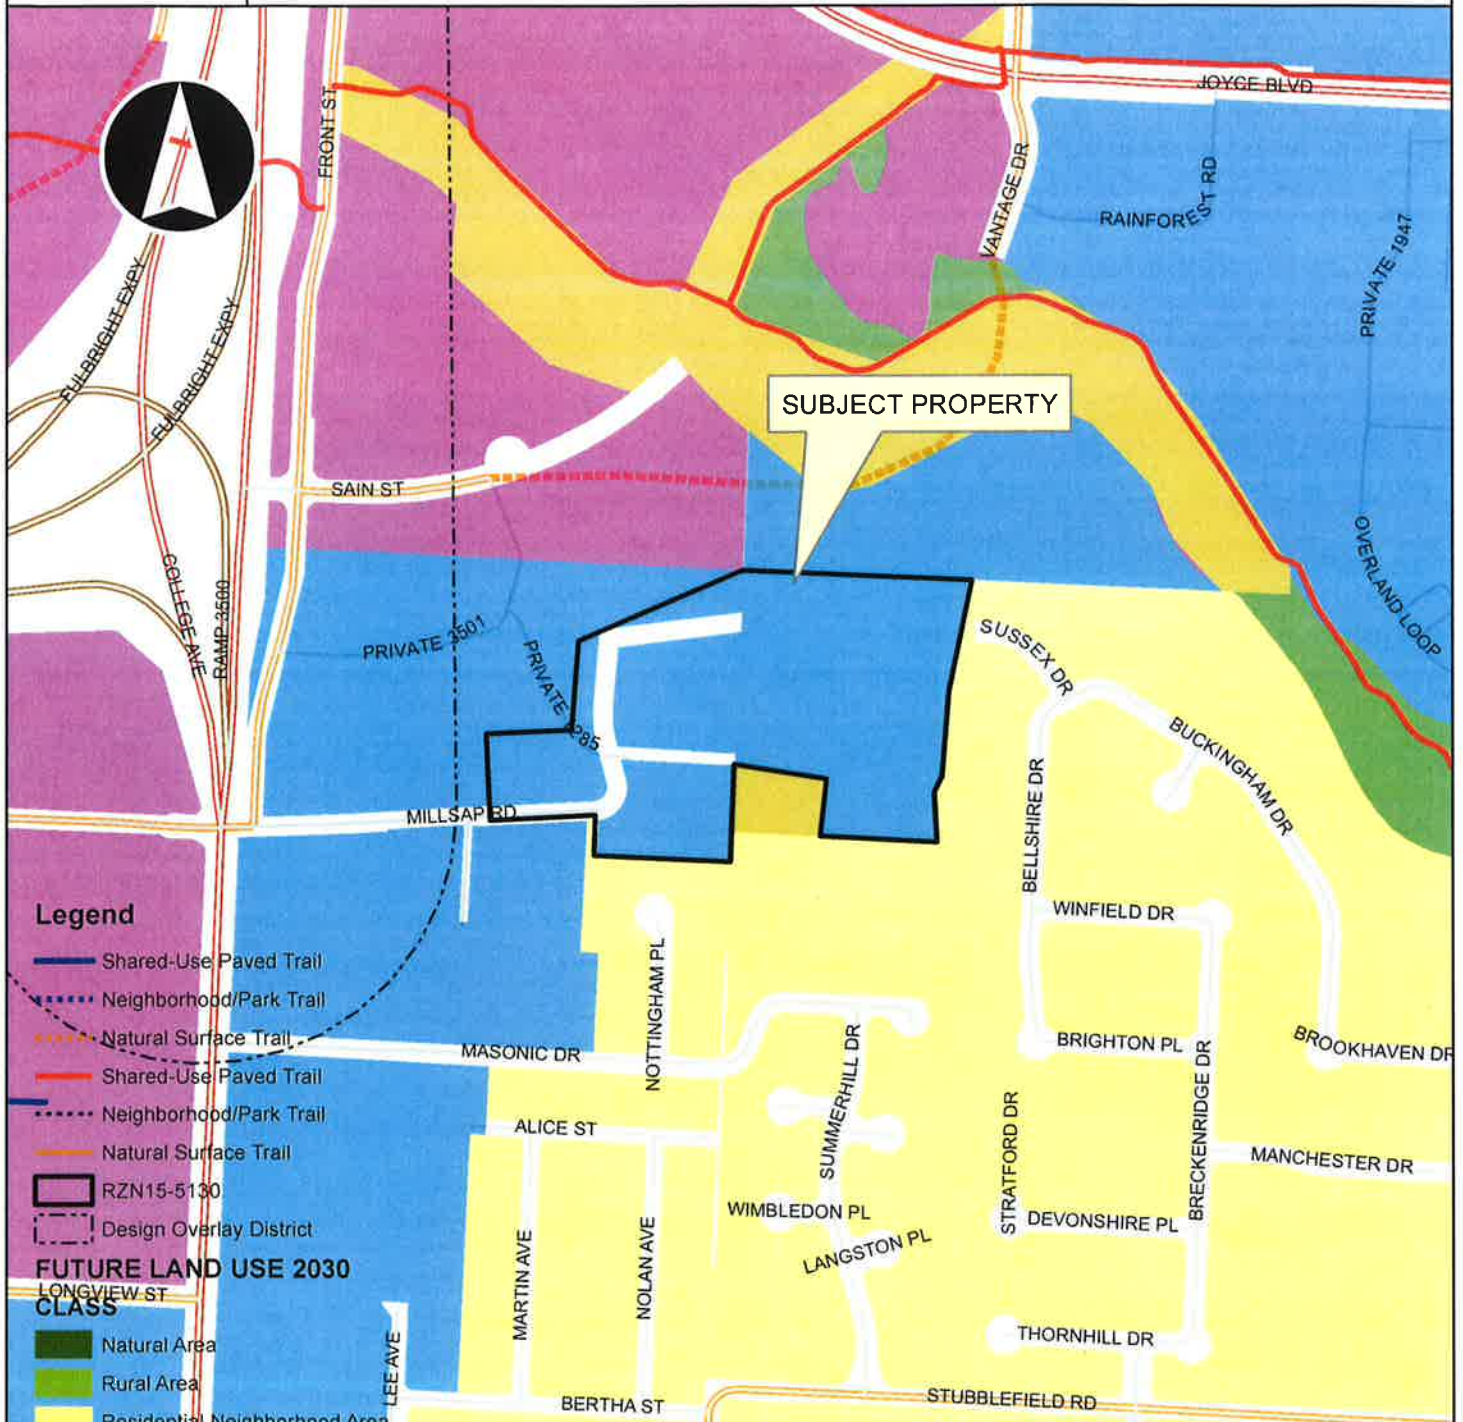 JOYCE BLVD
FRONT ST
VANTAGE DR
RAINFOREST RD
PRIVATE 1947
FULBRIGHT EXPY
FULBRIGHT EXPY
SUBJECT PROPERTY
SAIN ST
COLLEGE AVE
RAMP 3500
PRIVATE 3501
PRIVATE
285
OVERLAND LOOP
SUSSEX DR
BUCKINGHAM DR
BELLSHIRE DR
MILLSAP RD
WINFIELD DR
NOTTINGHAM PL
MASONIC DR
SUMMERHILL DR
BRIGHTON PL
BROOKHAVEN DR
BRECKENRIDGE DR
STRATFORD DR
MANCHESTER DR
ALICE ST
WIMBLEDON PL
DEVONSHIRE PL
LANGSTON PL
MARTIN AVE
NOLAN AVE
THORNHILL DR
LEE AVE
BERTHA ST
STUBBLEFIELD RD
Legend
Shared-Use Paved Trail
Neighborhood/Park Trail
Natural Surface Trail
Shared-Use Paved Trail
Neighborhood/Park Trail
Natural Surface Trail
RZN15-5130
Design Overlay District
FUTURE LAND USE 2030
LONGVIEW ST
CLASS
Natural Area
Rural Area
Residential Neighborhood Area